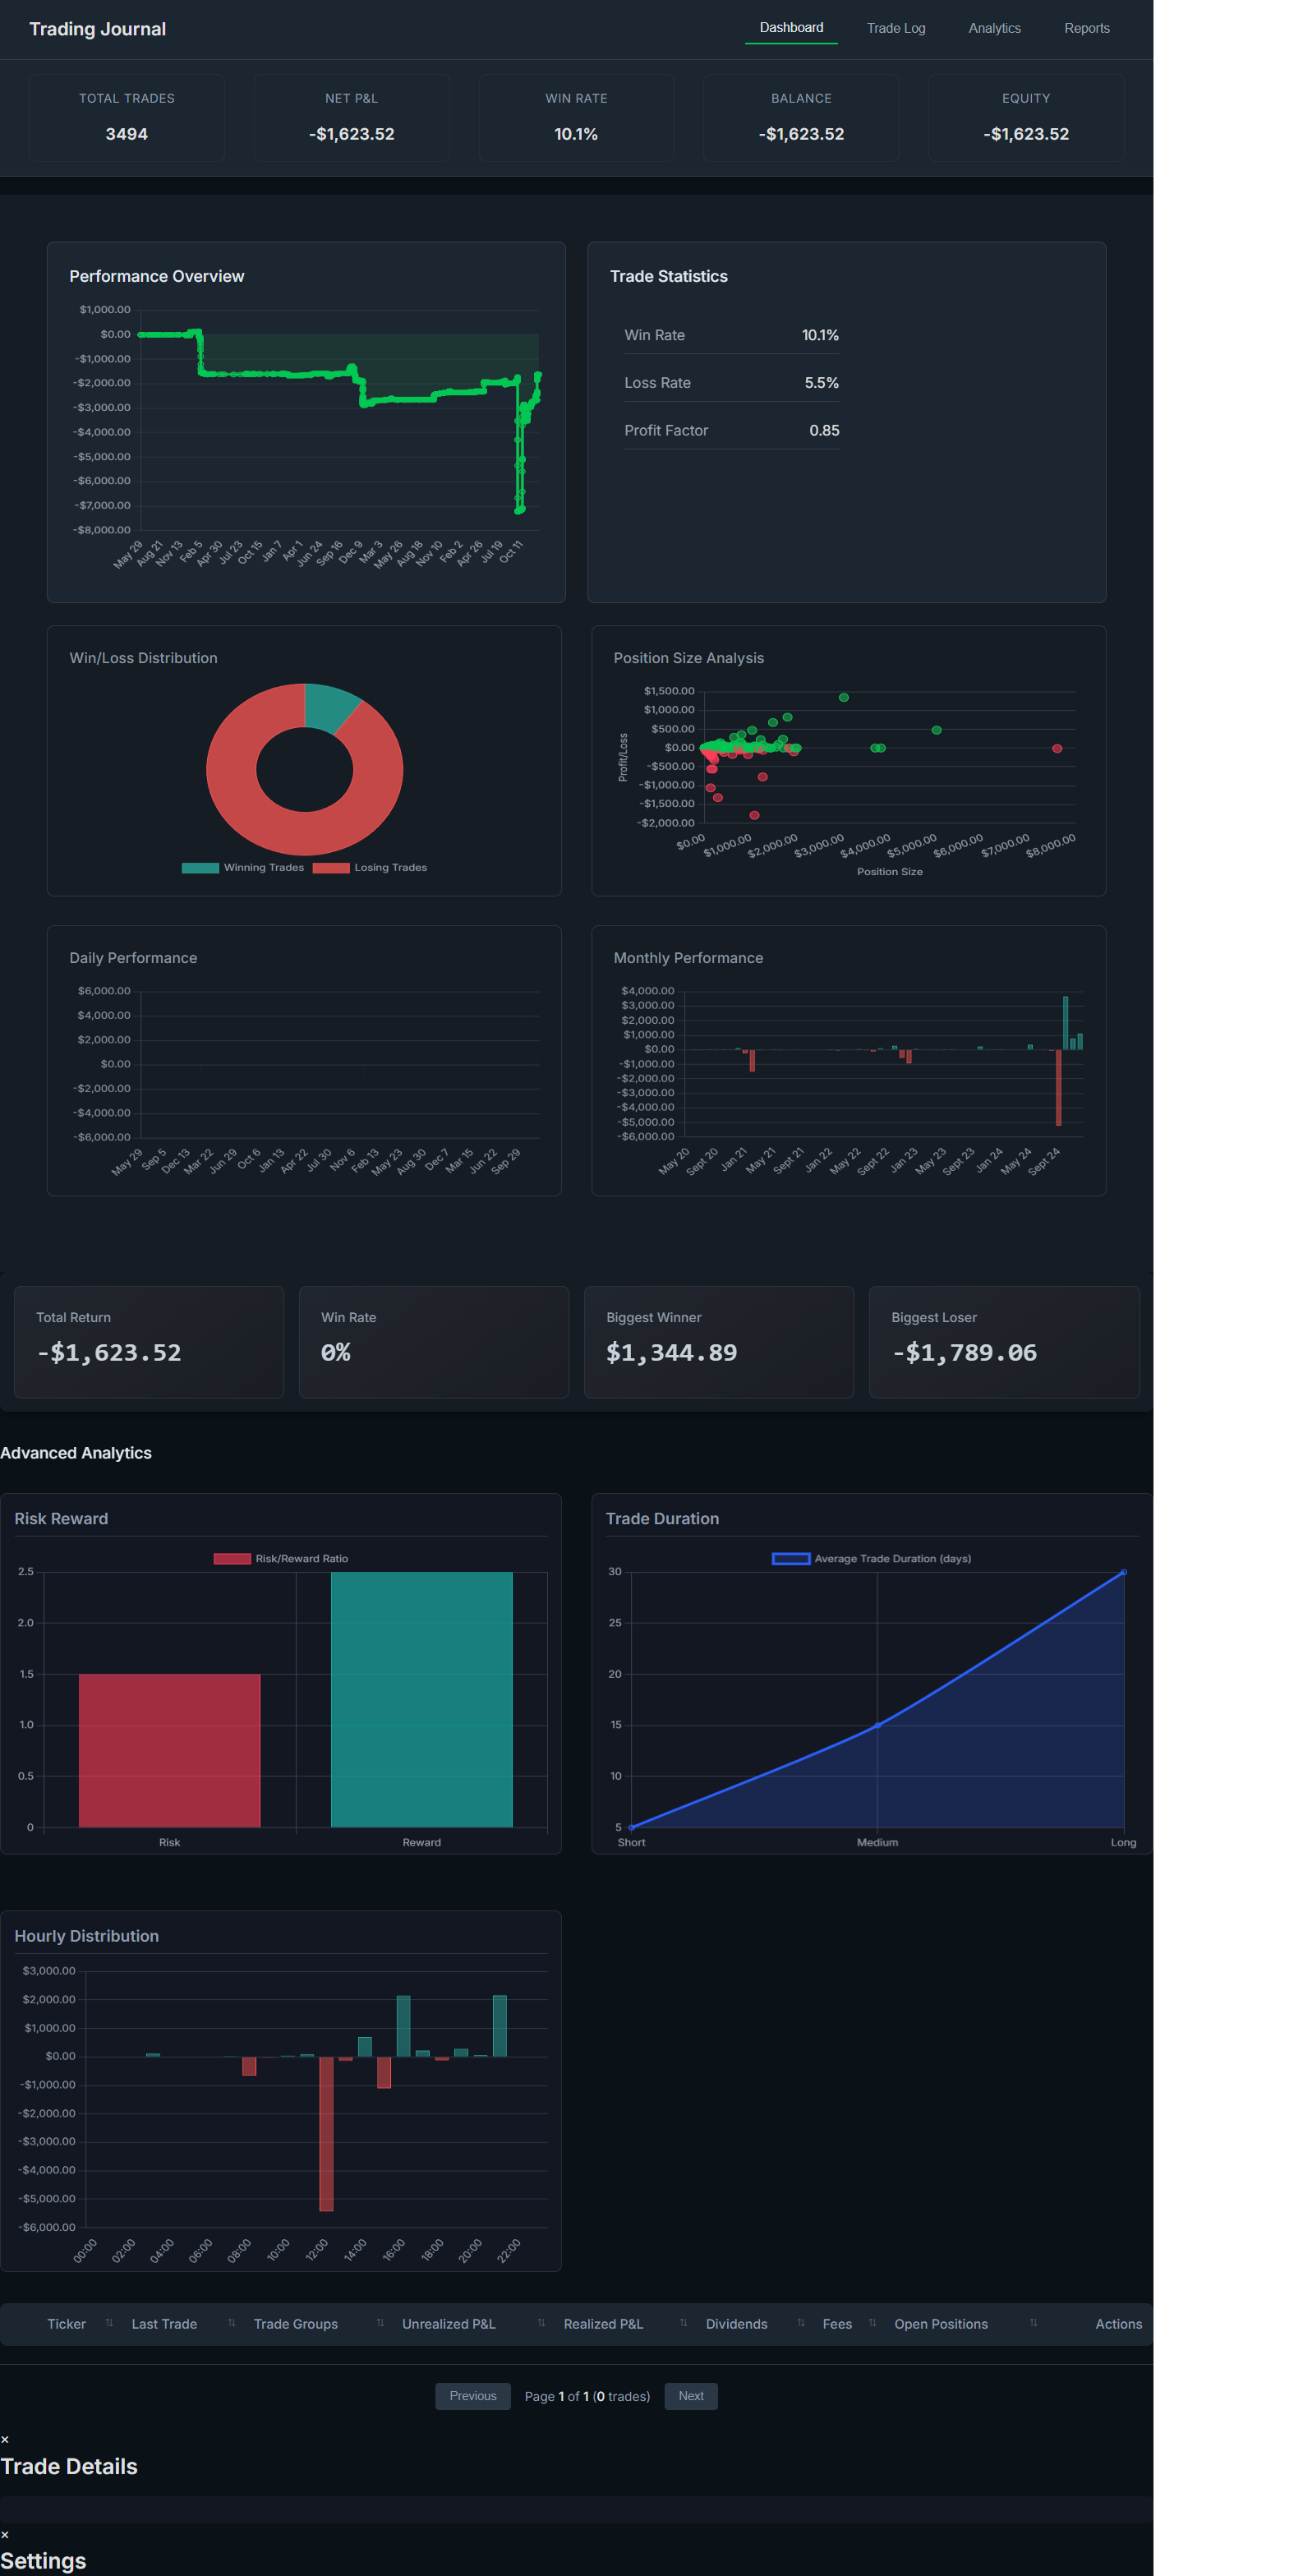 Trading Journal
Dashboard Trade Log Analytics Reports
TOTAL TRADES NET P&L WIN RATE BALANCE EQUITY
3494 -$1,623.52 10.1% -$1,623.52 -$1,623.52
Performance Overview
$1,000.00
$0.00
-$1,000.00
-$2,000.00
-$3,000.00
-$4,000.00
-$5,000.00
-$6,000.00
-$7,000.00
-$8,000.00
May 29 Aug 21 Nov 13 Feb 5 Apr 30 Jul 23 Oct 15 Jan 7 Apr 1 Jun 24 Sep 16 Dec 9 Mar 3 May 26 Aug 18 Nov 10 Feb 2 Apr 26 Jul 19 Oct 11
Trade Statistics
Win Rate 10.1%
Loss Rate 5.5%
Profit Factor 0.85
Win/Loss Distribution
Winning Trades Losing Trades
Position Size Analysis
Profit/Loss
$1,500.00
$1,000.00
$500.00
$0.00
-$500.00
-$1,000.00
-$1,500.00
-$2,000.00
$0.00 $1,000.00 $2,000.00 $3,000.00 $4,000.00 $5,000.00 $6,000.00 $7,000.00 $8,000.00
Position Size
Daily Performance
$6,000.00
$4,000.00
$2,000.00
$0.00
-$2,000.00
-$4,000.00
-$6,000.00
May 29 Sep 5 Dec 13 Mar 22 Jun 29 Oct 6 Jan 13 Apr 22 Jul 30 Nov 6 Feb 13 May 23 Aug 30 Dec 7 Mar 15 Jun 22 Sep 29
Monthly Performance
$4,000.00
$3,000.00
$2,000.00
$1,000.00
$0.00
-$1,000.00
-$2,000.00
-$3,000.00
-$4,000.00
-$5,000.00
-$6,000.00
May 20 Sept 20 Jan 21 May 21 Sept 21 Jan 22 May 22 Sept 22 Jan 23 May 23 Sept 23 Jan 24 May 24 Sept 24
Total Return Win Rate Biggest Winner Biggest Loser
-$1,623.52 0% $1,344.89 -$1,789.06
Advanced Analytics
Risk Reward
Risk/Reward Ratio
2.5
2.0
1.5
1.0
0.5
0
Risk Reward
Trade Duration
Average Trade Duration (days)
30
25
20
15
10
5
Short Medium Long
Hourly Distribution
$3,000.00
$2,000.00
$1,000.00
$0.00
-$1,000.00
-$2,000.00
-$3,000.00
-$4,000.00
-$5,000.00
-$6,000.00
00:00 02:00 04:00 06:00 08:00 10:00 12:00 14:00 16:00 18:00 20:00 22:00
Ticker ⇅ Last Trade ⇅ Trade Groups ⇅ Unrealized P&L ⇅ Realized P&L ⇅ Dividends ⇅ Fees ⇅ Open Positions ⇅ Actions
Previous Page 1 of 1 (0 trades) Next
×
Trade Details
×
Settings